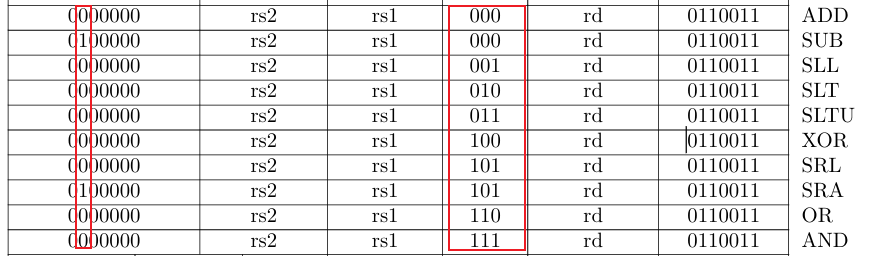 0000000 rs2 rs1 000 rd 0110011 ADD
0100000 rs2 rs1 000 rd 0110011 SUB
0000000 rs2 rs1 001 rd 0110011 SLL
0000000 rs2 rs1 010 rd 0110011 SLT
0000000 rs2 rs1 011 rd 0110011 SLTU
0000000 rs2 rs1 100 rd 0110011 XOR
0000000 rs2 rs1 101 rd 0110011 SRL
0100000 rs2 rs1 101 rd 0110011 SRA
0000000 rs2 rs1 110 rd 0110011 OR
0000000 rs2 rs1 111 rd 0110011 AND